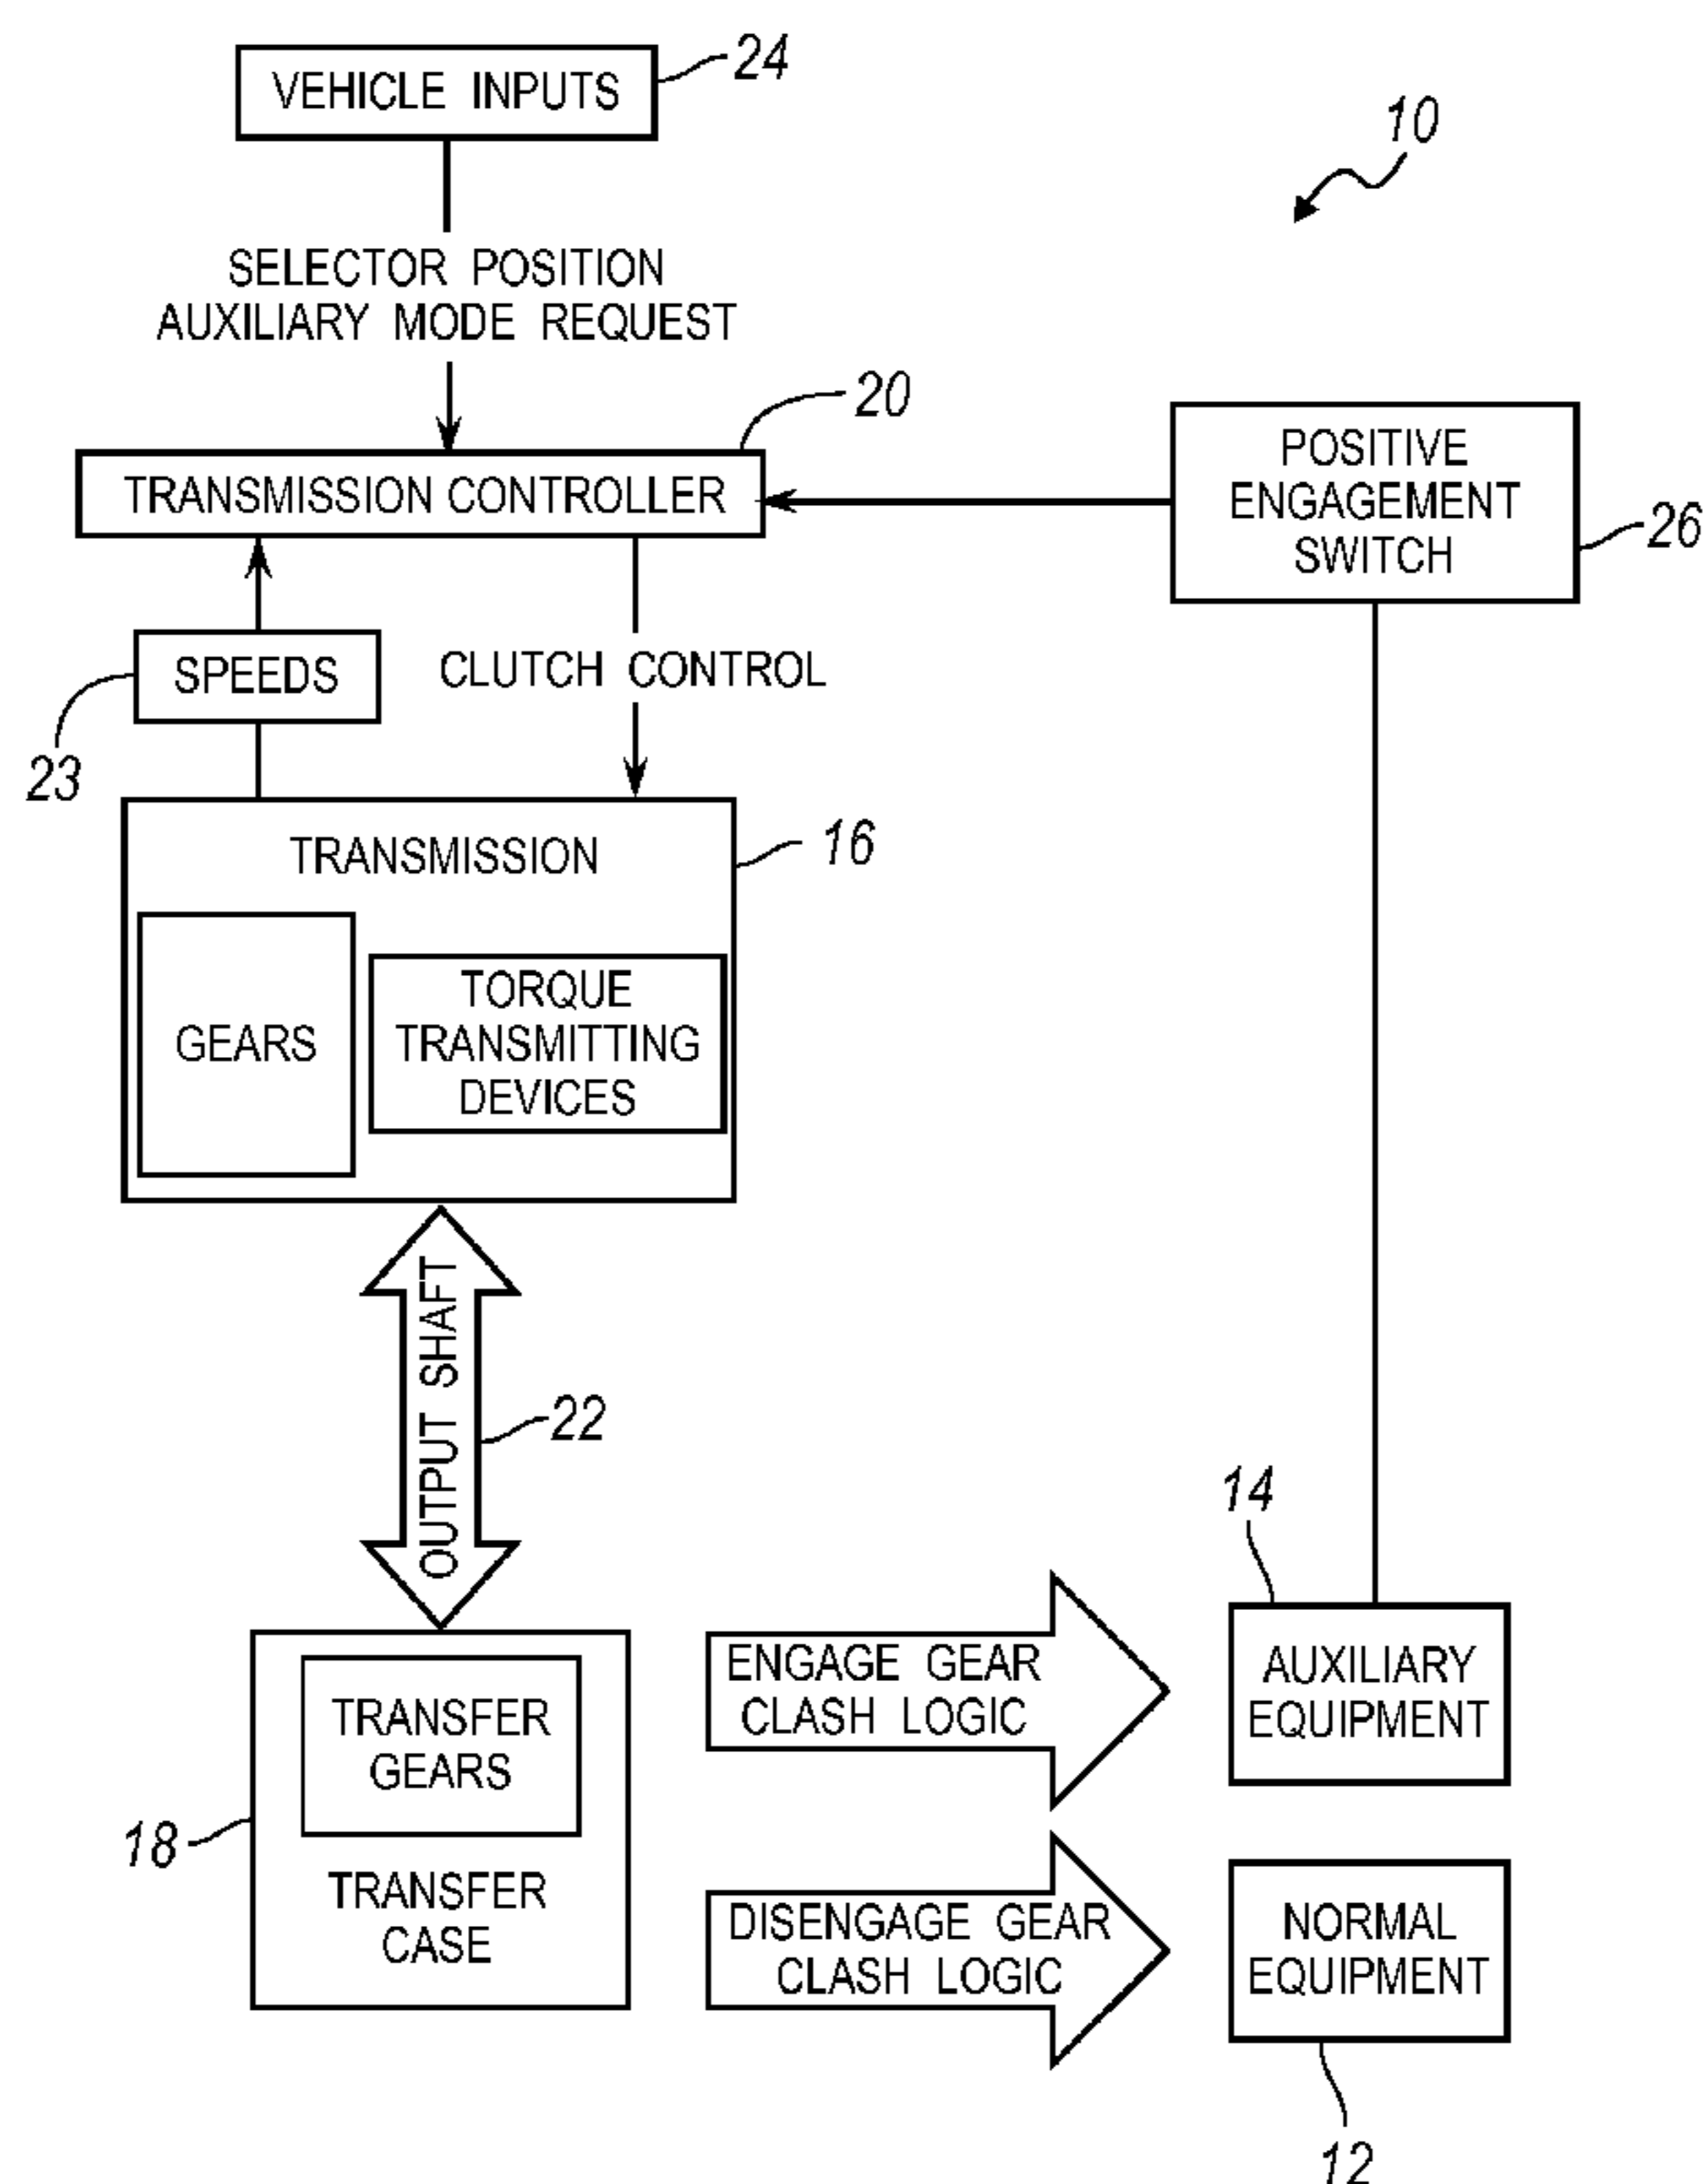 VEHICLE INPUTS
24
10
SELECTOR POSITION
AUXILIARY MODE REQUEST
20
TRANSMISSION CONTROLLER
POSITIVE
ENGAGEMENT
SWITCH
26
SPEEDS
CLUTCH CONTROL
23
TRANSMISSION
16
GEARS
TORQUE
TRANSMITTING
DEVICES
OUTPUT SHAFT
22
14
TRANSFER
GEARS
18
TRANSFER
CASE
ENGAGE GEAR
CLASH LOGIC
AUXILIARY
EQUIPMENT
DISENGAGE GEAR
CLASH LOGIC
NORMAL
EQUIPMENT
12